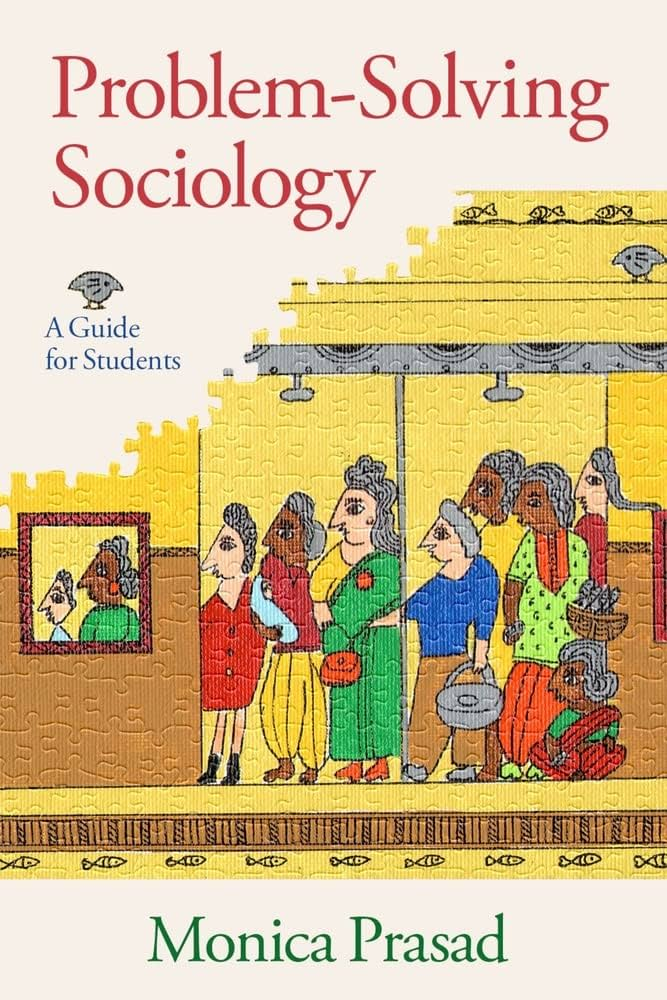 Problem-Solving
Sociology
A Guide
for Students
Monica Prasad